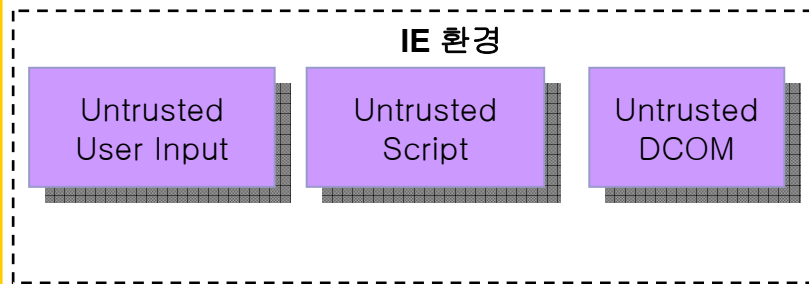 IE 환경
Untrusted
User Input
Untrusted
Script
Untrusted
DCOM